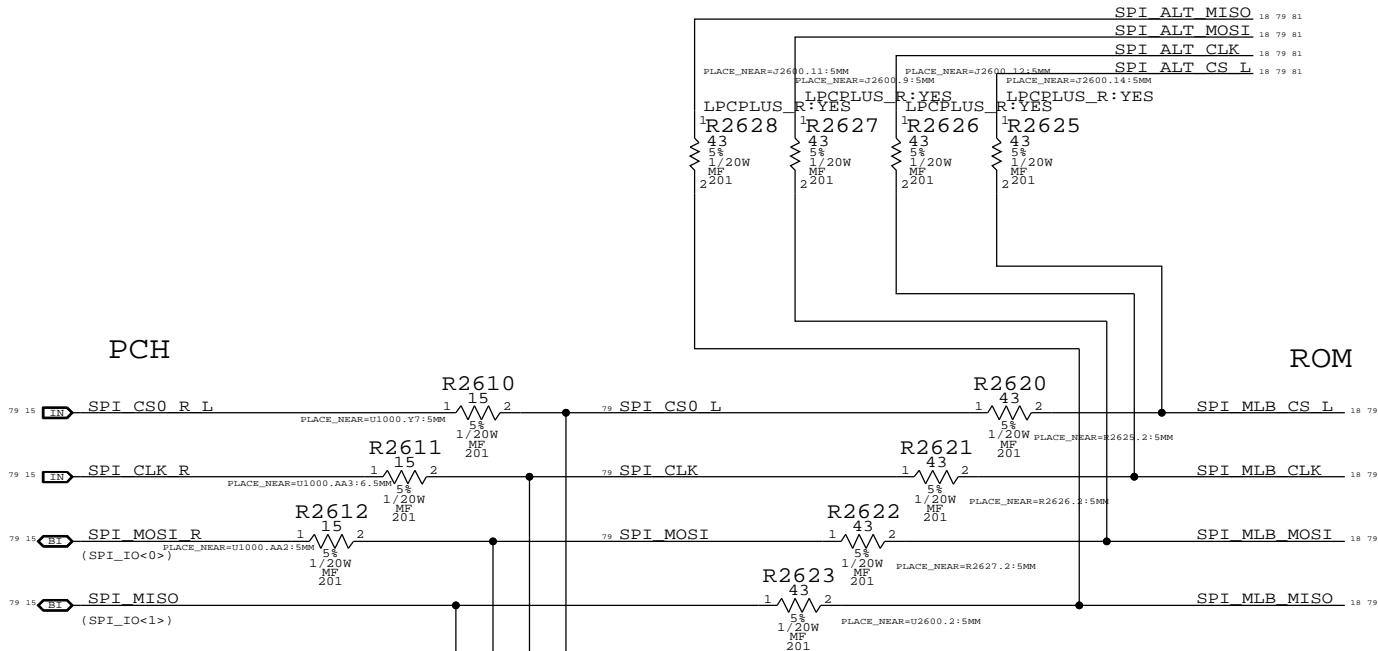 SPI_ALT_MISO 18 79 81
SPI_ALT_MOSI 18 79 81
SPI_ALT_CLK 18 79 81
SPI_ALT_CS_L 18 79 81
PLACE_NEAR=J2600.11:5MM
PLACE_NEAR=J2600.9:5MM
PLACE_NEAR=J2600.12:5MM
PLACE_NEAR=J2600.14:5MM
LPCPLUS_R:YES
LPCPLUS_R:YES
LPCPLUS_R:YES
LPCPLUS_R:YES
1 R2628
43
5%
1/20W
MF
2 201
1 R2627
43
5%
1/20W
MF
2 201
1 R2626
43
5%
1/20W
MF
2 201
1 R2625
43
5%
1/20W
MF
2 201
PCH
ROM
79 15 IN SPI_CS0_R_L
PLACE_NEAR=U1000.Y7:5MM
R2610
1 15 2
5%
1/20W
MF
201
79 SPI_CS0_L
R2620
1 43 2
5%
1/20W
MF
201
PLACE_NEAR=R2625.2:5MM
SPI_MLB_CS_L 18 79
79 15 IN SPI_CLK_R
PLACE_NEAR=U1000.AA3:6.5MM
R2611
1 15 2
5%
1/20W
MF
201
79 SPI_CLK
R2621
1 43 2
5%
1/20W
MF
201
PLACE_NEAR=R2626.2:5MM
SPI_MLB_CLK 18 79
79 15 BI SPI_MOSI_R
(SPI_IO<0>)
PLACE_NEAR=U1000.AA2:5MM
R2612
1 15 2
5%
1/20W
MF
201
79 SPI_MOSI
R2622
1 43 2
5%
1/20W
MF
201
PLACE_NEAR=R2627.2:5MM
SPI_MLB_MOSI 18 79
79 15 BI SPI_MISO
(SPI_IO<1>)
R2623
1 43 2
5%
1/20W
MF
201
PLACE_NEAR=U2600.2:5MM
SPI_MLB_MISO 18 79